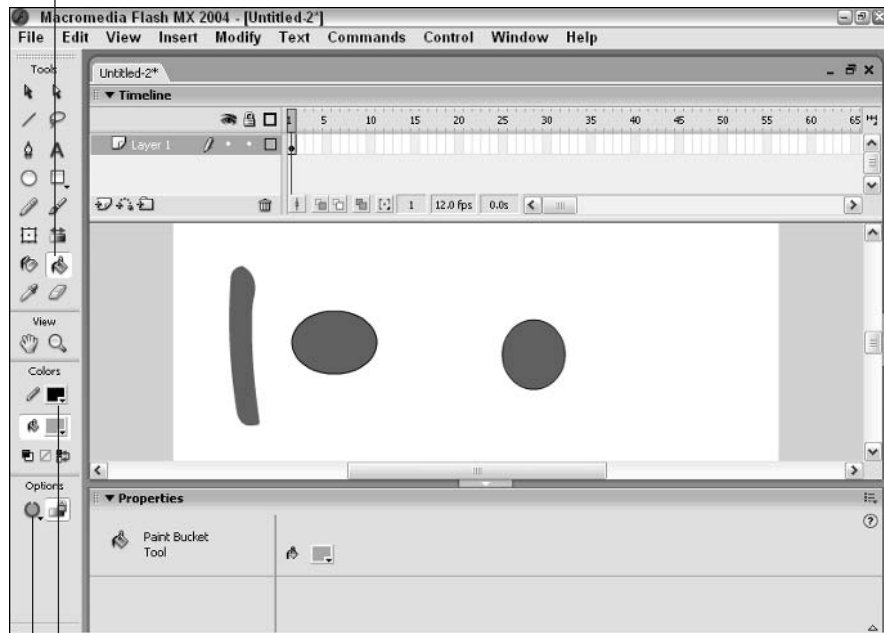 Macromedia Flash MX 2004 - [Untitled-2*]
File Edit View Insert Modify Text Commands Control Window Help
Tools
Untitled-2*
Timeline
1 5 10 15 20 25 30 35 40 45 50 55 60 65
Layer 1
1 12.0 fps 0.0s
View
Colors
Options
Properties
Paint Bucket
Tool